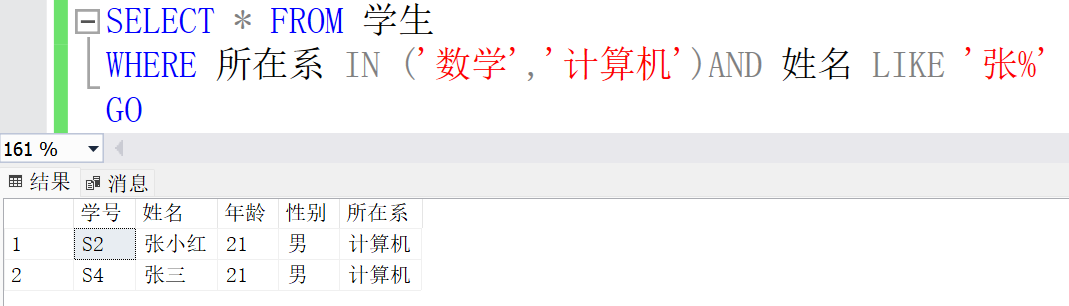 SELECT * FROM 学生
WHERE 所在系 IN ('数学','计算机')AND 姓名 LIKE '张%'
GO
161 %
结果 消息
学号 姓名 年龄 性别 所在系
1 S2 张小红 21 男 计算机
2 S4 张三 21 男 计算机